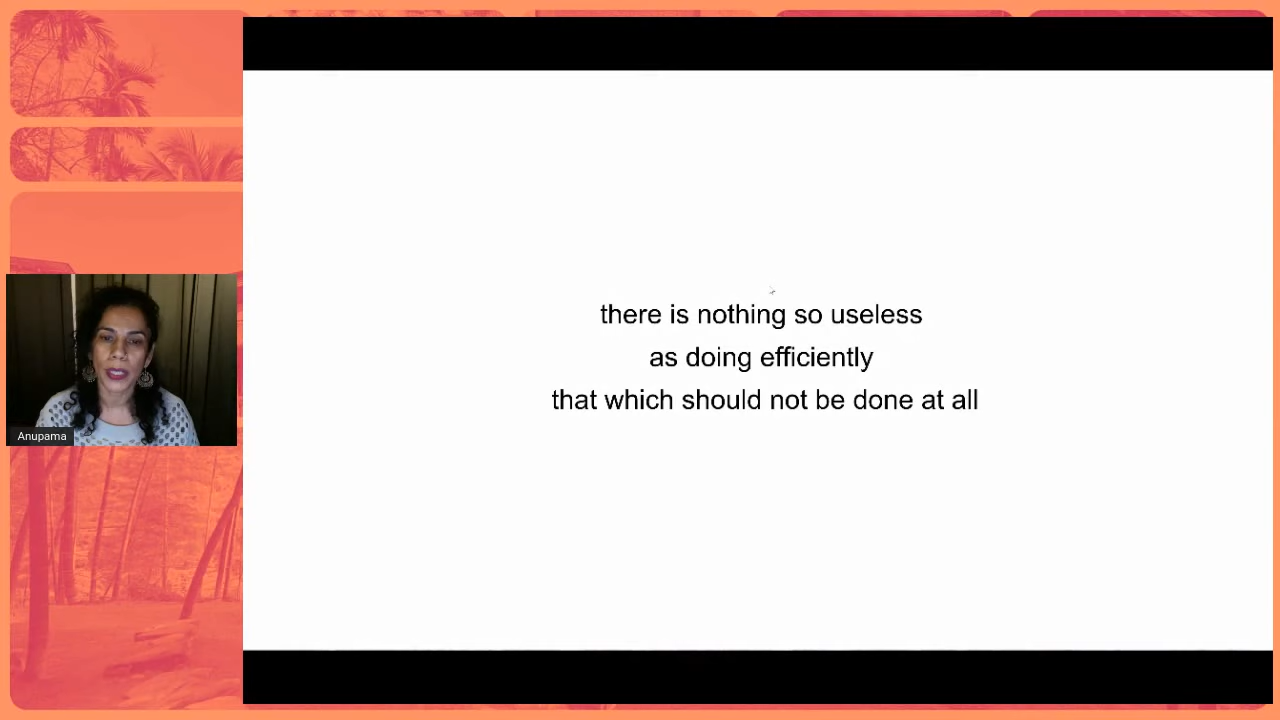 there is nothing so useless
as doing efficiently
that which should not be done at all
Anupama